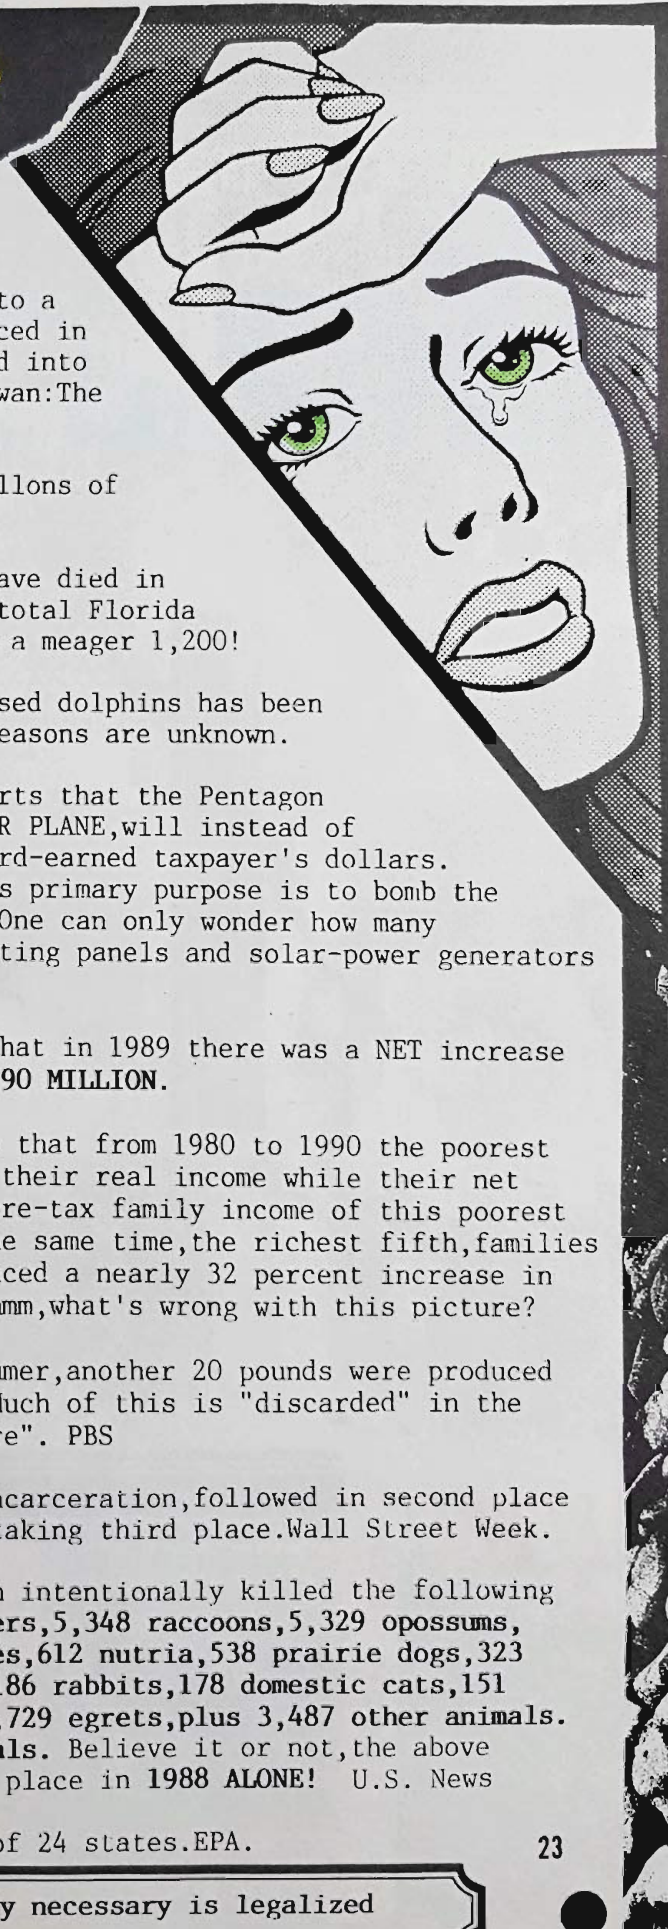 to a
ced in
d into
wan:The
llons of
ave died in
total Florida
a meager 1,200!
sed dolphins has been
easons are unknown.
rts that the Pentagon
R PLANE,will instead of
rd-earned taxpayer's dollars.
s primary purpose is to bomb the
One can only wonder how many
ting panels and solar-power generators
hat in 1989 there was a NET increase
90 MILLION.
that from 1980 to 1990 the poorest
their real income while their net
re-tax family income of this poorest
e same time,the richest fifth,families
ced a nearly 32 percent increase in
mm,what's wrong with this picture?
mer,another 20 pounds were produced
Much of this is "discarded" in the
re". PBS
ncarceration,followed in second place
taking third place.Wall Street Week.
n intentionally killed the following
ers,5,348 raccoons,5,329 opossums,
es,612 nutria,538 prairie dogs,323
186 rabbits,178 domestic cats,151
,729 egrets,plus 3,487 other animals.
als. Believe it or not,the above
place in 1988 ALONE! U.S. News
of 24 states.EPA.
23
y necessary is legalized